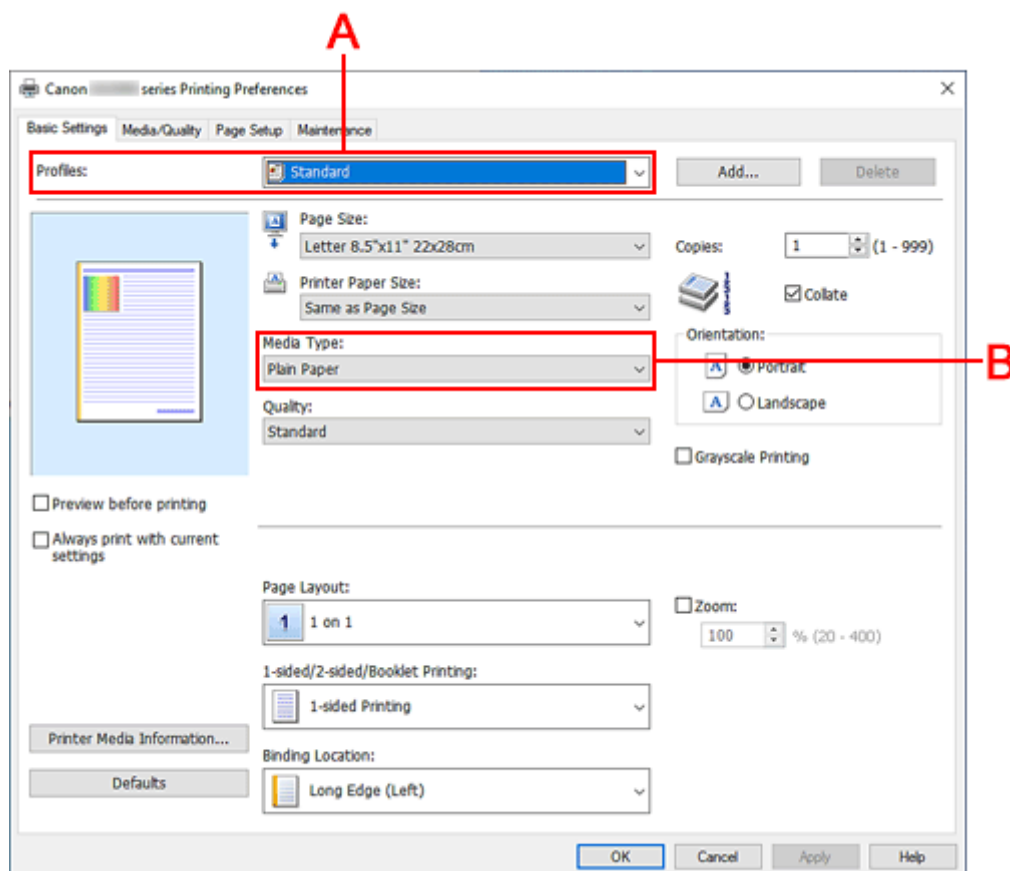 A
Canon series Printing Preferences
Basic Settings Media/Quality Page Setup Maintenance
Profiles: Standard Add... Delete
Page Size:
Letter 8.5"x11" 22x28cm
Copies: 1 (1 - 999)
Printer Paper Size:
Same as Page Size
Collate
Media Type:
Plain Paper
B
Orientation:
A Portrait
A Landscape
Quality:
Standard
Grayscale Printing
Preview before printing
Always print with current
settings
Page Layout:
1 1 on 1
Zoom:
100 % (20 - 400)
1-sided/2-sided/Booklet Printing:
1-sided Printing
Printer Media Information...
Binding Location:
Defaults
Long Edge (Left)
OK Cancel Apply Help